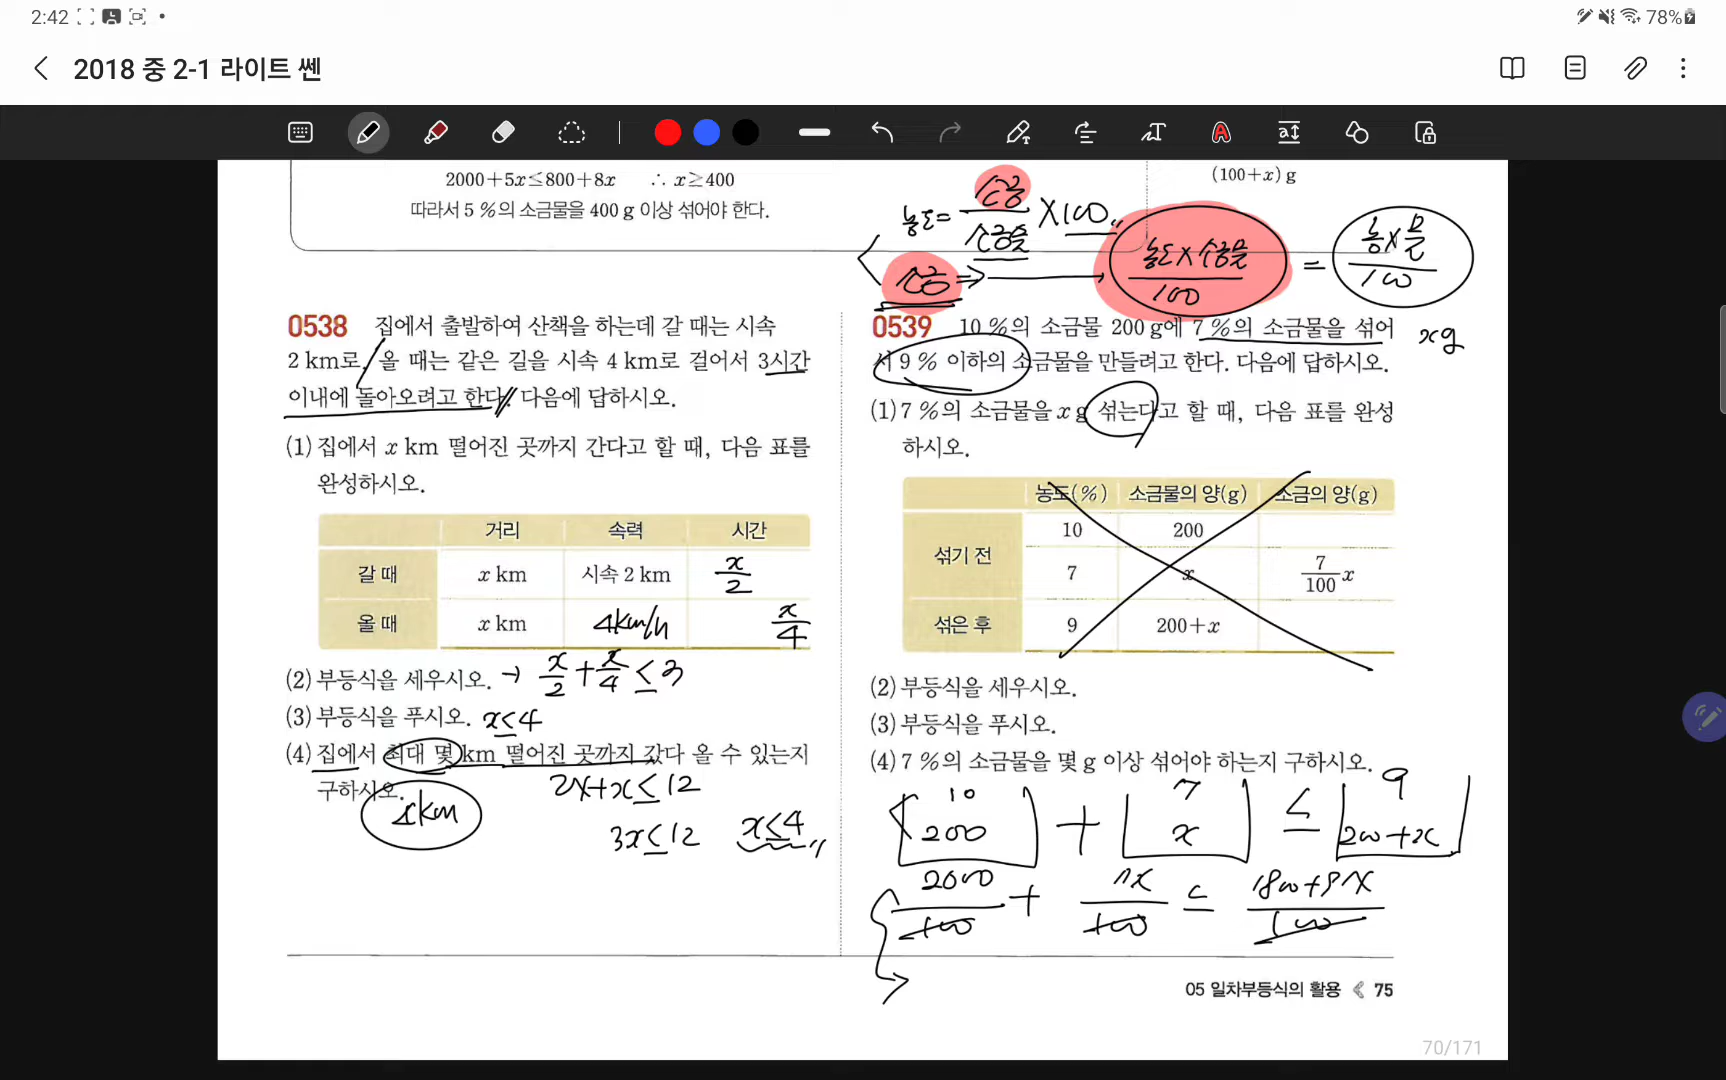 2:42
78%
2018 중 2-1 라이트 쎈
2000+5x≤800+8x ∴ x≥400
따라서 5 %의 소금물을 400 g 이상 섞어야 한다.
(100+x) g
농도= 소금/소금물 ×100
소금 ⇒ 농도×소금물/100 = 농×물/100
0538 집에서 출발하여 산책을 하는데 갈 때는 시속
2 km로, 올 때는 같은 길을 시속 4 km로 걸어서 3시간
이내에 돌아오려고 한다. 다음에 답하시오.
(1) 집에서 x km 떨어진 곳까지 간다고 할 때, 다음 표를
완성하시오.
거리 속력 시간
갈 때 x km 시속 2 km x/2
올 때 x km 4km/h x/4
(2) 부등식을 세우시오. → x/2 + x/4 ≤ 3
(3) 부등식을 푸시오. x≤4
(4) 집에서 최대 몇 km 떨어진 곳까지 갔다 올 수 있는지
구하시오.
4km
2x+x≤12
3x≤12 x≤4
0539 10 %의 소금물 200 g에 7 %의 소금물을 섞어
xg
서 9 % 이하의 소금물을 만들려고 한다. 다음에 답하시오.
(1) 7 %의 소금물을 x g 섞는다고 할 때, 다음 표를 완성
하시오.
농도(%) 소금물의 양(g) 소금의 양(g)
섞기 전
10 200
7 x 7/100 x
섞은 후 9 200+x
(2) 부등식을 세우시오.
(3) 부등식을 푸시오.
(4) 7 %의 소금물을 몇 g 이상 섞어야 하는지 구하시오.
10 7 9
200 + x ≤ 200+x
2000/100 + 7x/100 ≤ 1800+9x/100
05 일차부등식의 활용 75
70/171